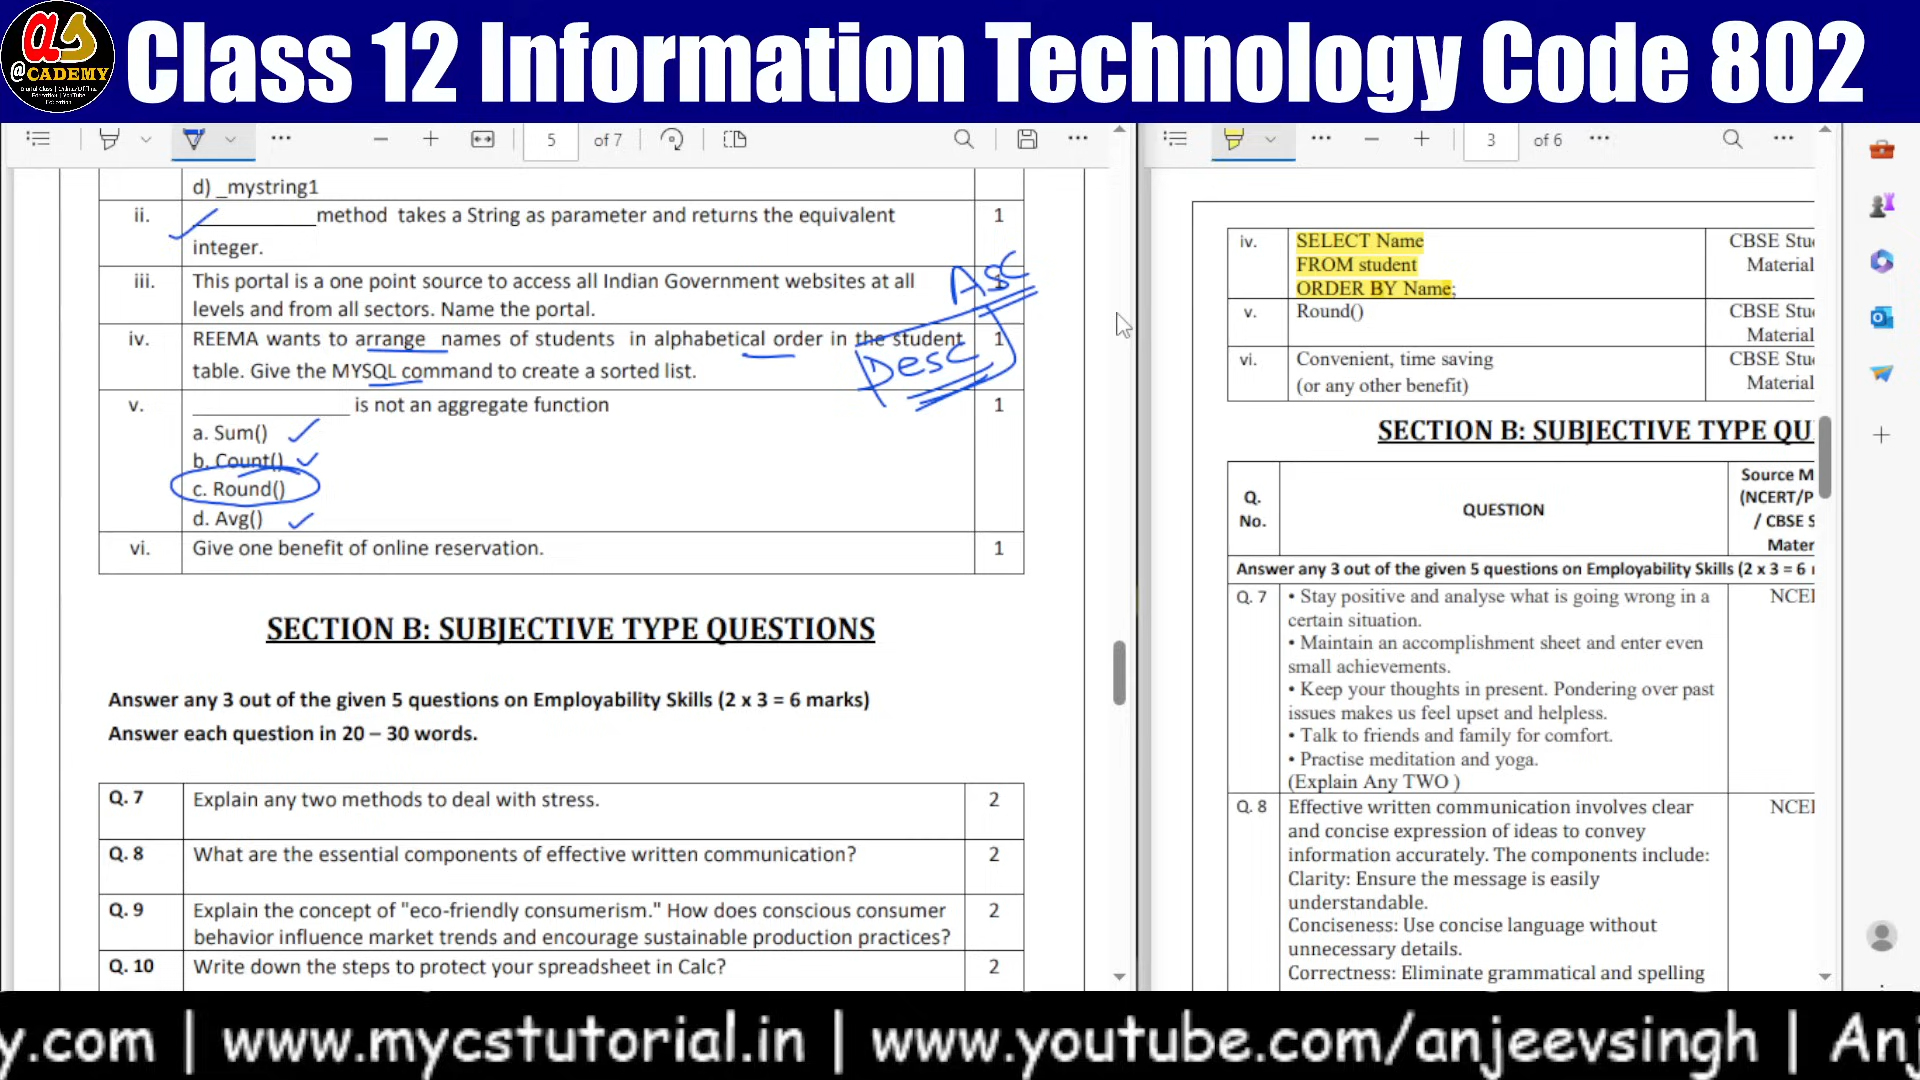 as
@CADEMY
Class 12 Information Technology Code 802
5 of 7
3 of 6
d) _mystring1
ii. ____________method takes a String as parameter and returns the equivalent 1
integer.
iii. This portal is a one point source to access all Indian Government websites at all 1
levels and from all sectors. Name the portal.
Asc
iv. REEMA wants to arrange names of students in alphabetical order in the student 1
table. Give the MYSQL command to create a sorted list.
Desc
v. ________________ is not an aggregate function 1
a. Sum()
b. Count()
c. Round()
d. Avg()
vi. Give one benefit of online reservation. 1
SECTION B: SUBJECTIVE TYPE QUESTIONS
Answer any 3 out of the given 5 questions on Employability Skills (2 x 3 = 6 marks)
Answer each question in 20 – 30 words.
Q. 7 Explain any two methods to deal with stress. 2
Q. 8 What are the essential components of effective written communication? 2
Q. 9 Explain the concept of "eco-friendly consumerism." How does conscious consumer 2
behavior influence market trends and encourage sustainable production practices?
Q. 10 Write down the steps to protect your spreadsheet in Calc? 2
iv. SELECT Name CBSE Stu
FROM student Material
ORDER BY Name;
v. Round() CBSE Stu
Material
vi. Convenient, time saving CBSE Stu
(or any other benefit) Material
SECTION B: SUBJECTIVE TYPE QU
Q. No. QUESTION Source M
(NCERT/P
/ CBSE S
Mater
Answer any 3 out of the given 5 questions on Employability Skills (2 x 3 = 6
Q. 7 • Stay positive and analyse what is going wrong in a NCE
certain situation.
• Maintain an accomplishment sheet and enter even
small achievements.
• Keep your thoughts in present. Pondering over past
issues makes us feel upset and helpless.
• Talk to friends and family for comfort.
• Practise meditation and yoga.
(Explain Any TWO )
Q. 8 Effective written communication involves clear NCE
and concise expression of ideas to convey
information accurately. The components include:
Clarity: Ensure the message is easily
understandable.
Conciseness: Use concise language without
unnecessary details.
Correctness: Eliminate grammatical and spelling
y.com | www.mycstutorial.in | www.youtube.com/anjeevsingh | An